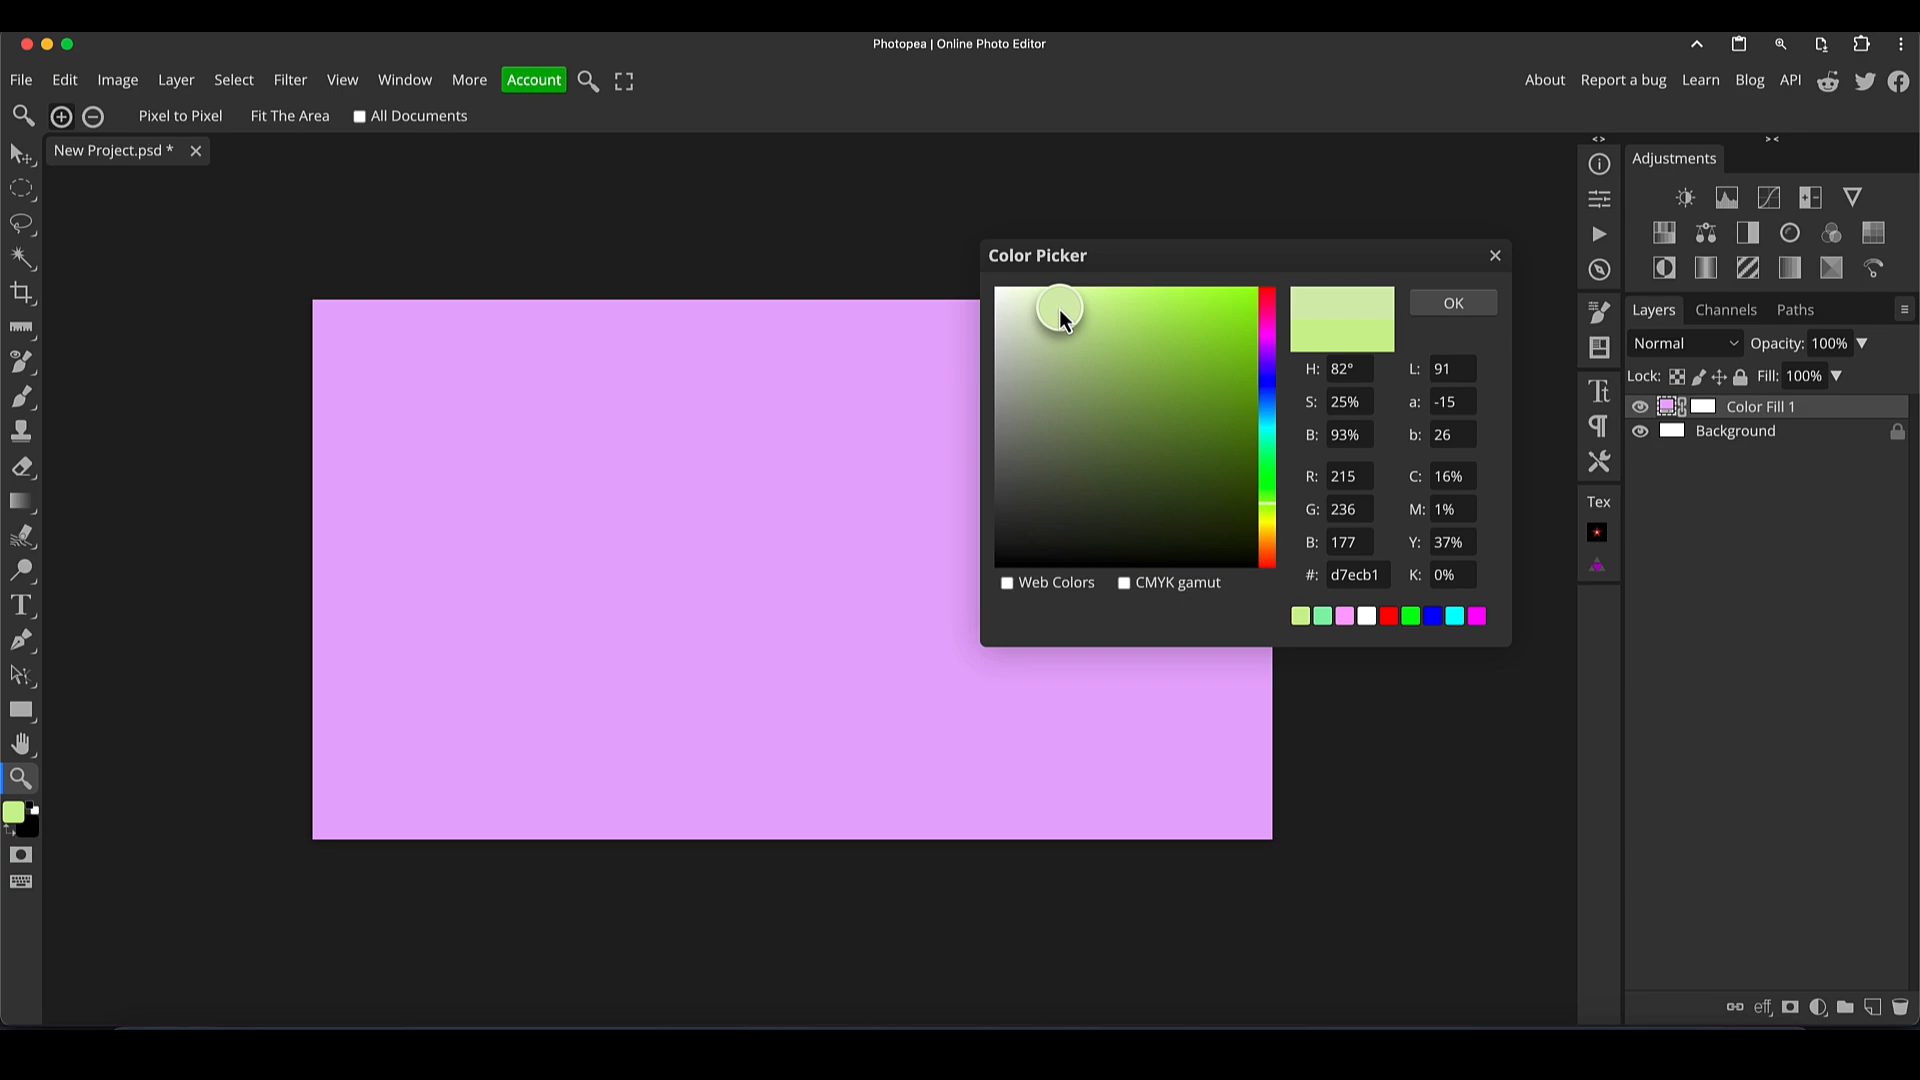 Photopea | Online Photo Editor
File Edit Image Layer Select Filter View Window More Account About Report a bug Learn Blog API
Pixel to Pixel Fit The Area All Documents
New Project.psd *
Adjustments
Color Picker
OK
H: 82° L: 91
S: 25% a: -15
B: 93% b: 26
R: 215 C: 16%
G: 236 M: 1%
B: 177 Y: 37%
#: d7ecb1 K: 0%
Web Colors CMYK gamut
Tex
Layers Channels Paths
Normal Opacity: 100%
Lock: Fill: 100%
Color Fill 1
Background
eff